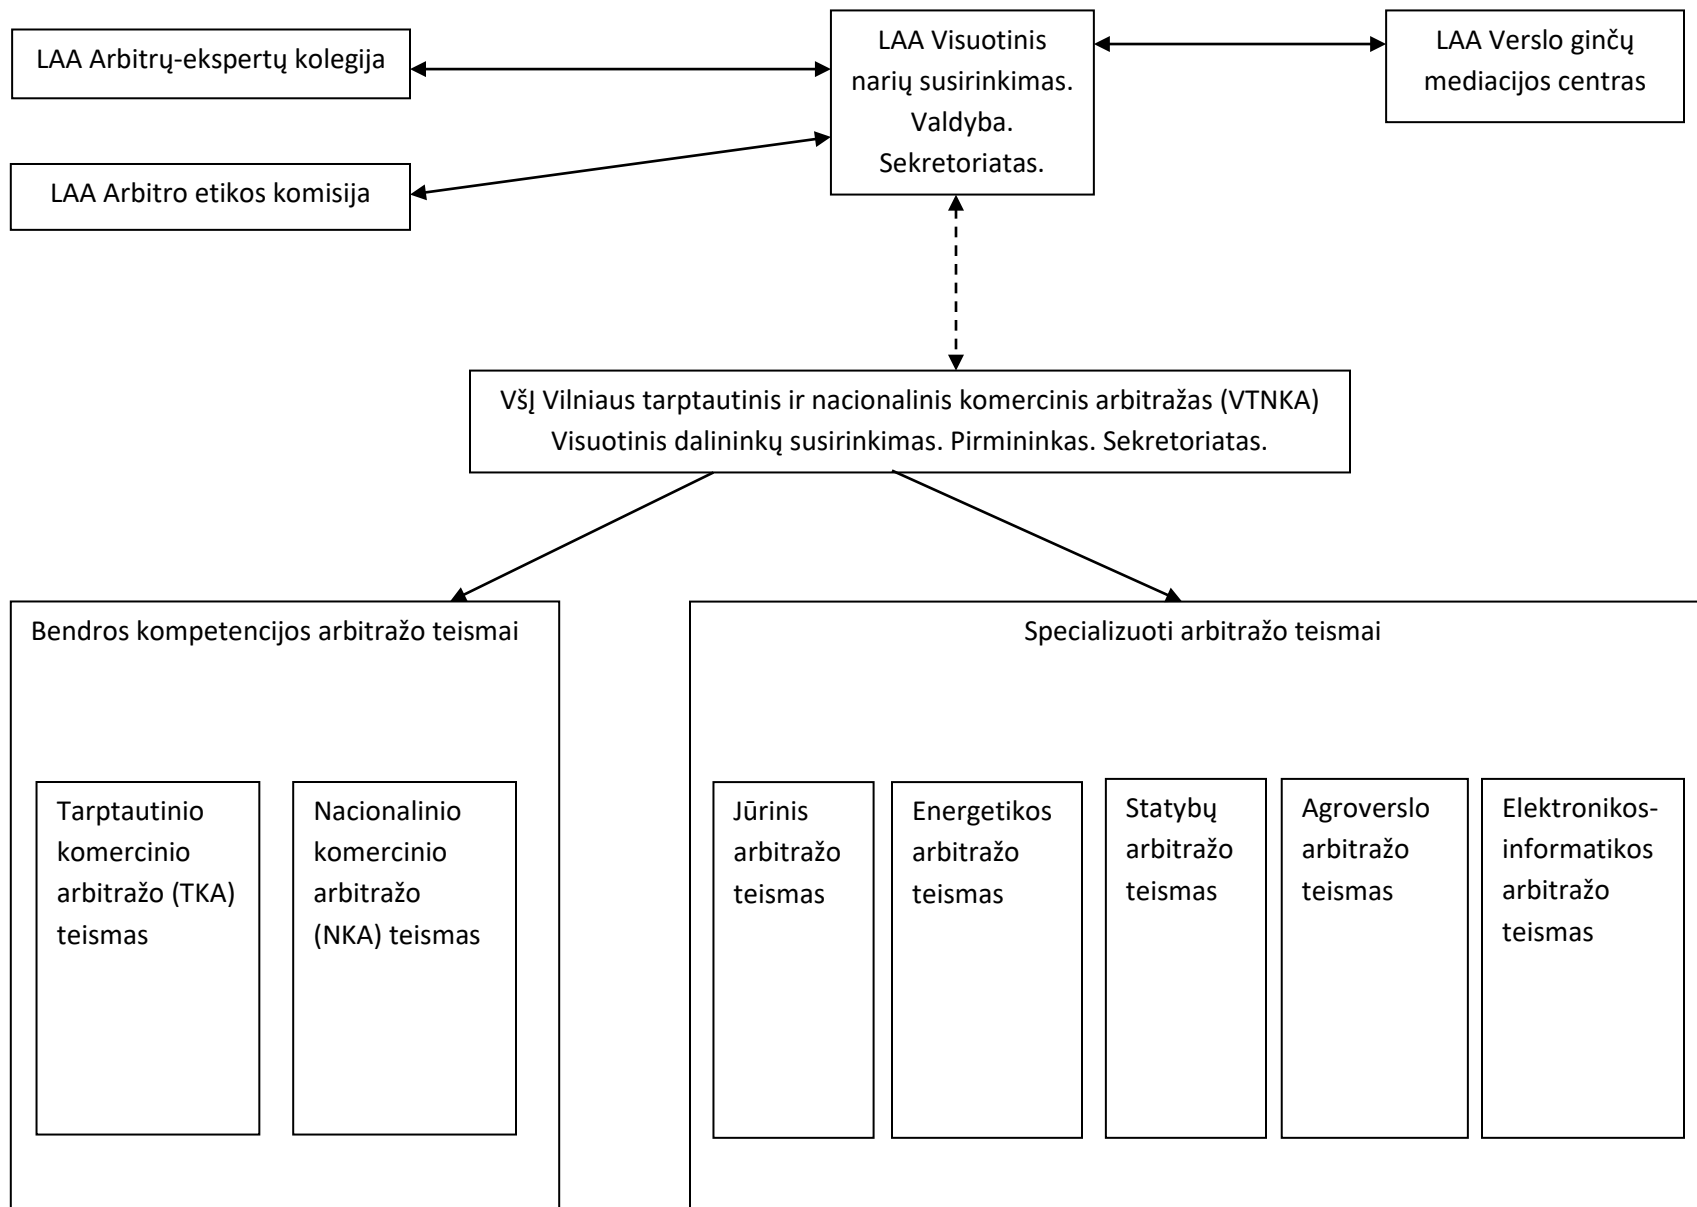 LAA Arbitrų-ekspertų kolegija
LAA Arbitro etikos komisija
LAA Visuotinis
narių susirinkimas.
Valdyba.
Sekretoriatas.
LAA Verslo ginčų
mediacijos centras
VšĮ Vilniaus tarptautinis ir nacionalinis komercinis arbitražas (VTNKA)
Visuotinis dalininkų susirinkimas. Pirmininkas. Sekretoriatas.
Bendros kompetencijos arbitražo teismai
Tarptautinio
komercinio
arbitražo (TKA)
teismas
Nacionalinio
komercinio
arbitražo
(NKA) teismas
Specializuoti arbitražo teismai
Jūrinis
arbitražo
teismas
Energetikos
arbitražo
teismas
Statybų
arbitražo
teismas
Agroverslo
arbitražo
teismas
Elektronikos-
informatikos
arbitražo
teismas